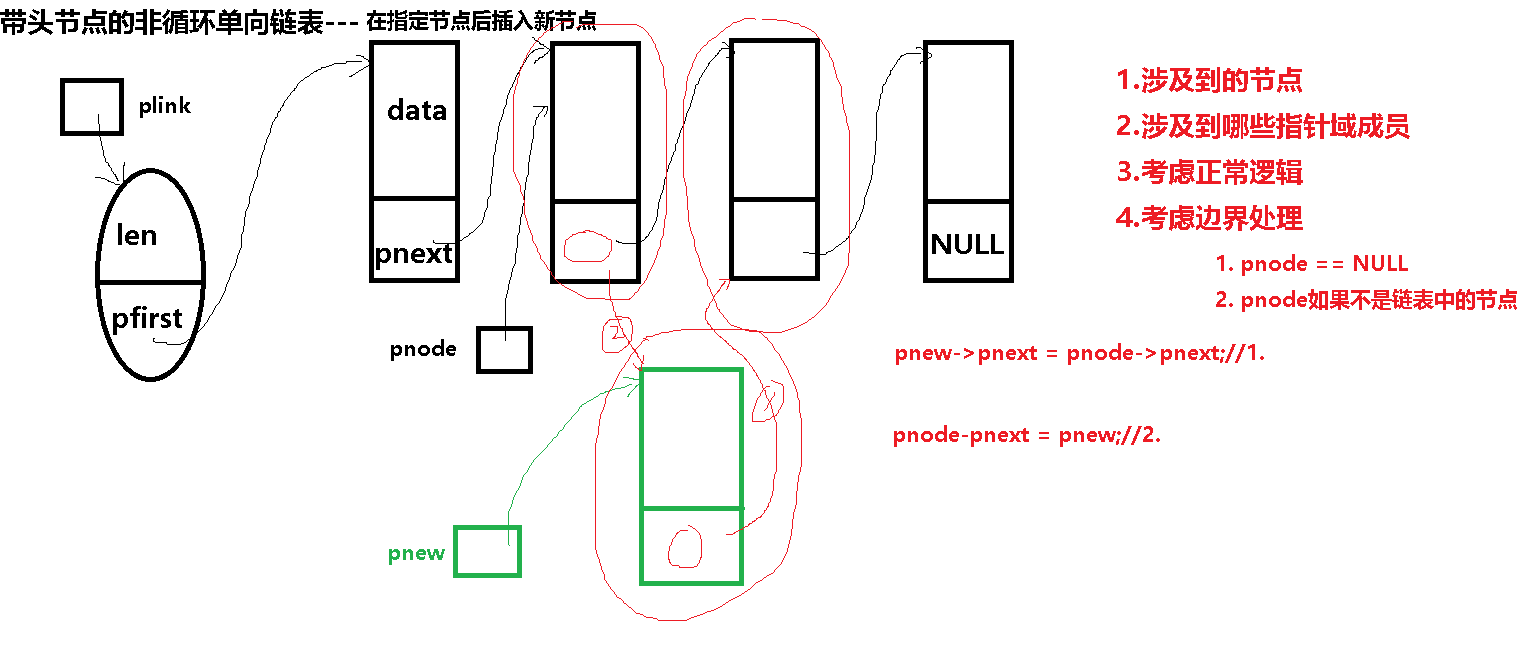 带头节点的非循环单向链表--- 在指定节点后插入新节点
plink
data
len
pnext
NULL
pfirst
pnode
2
1
pnew
1.涉及到的节点
2.涉及到哪些指针域成员
3.考虑正常逻辑
4.考虑边界处理
1. pnode == NULL
2. pnode如果不是链表中的节点
pnew->pnext = pnode->pnext;//1.
pnode-pnext = pnew;//2.